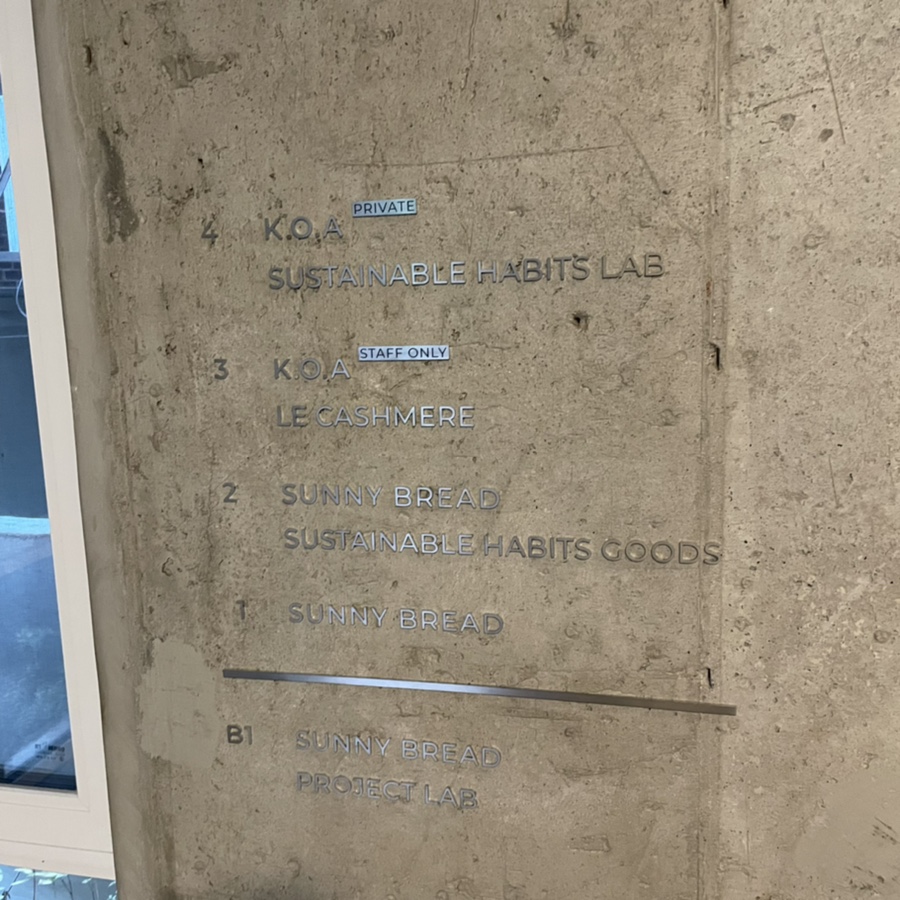 4 K.O.A PRIVATE
SUSTAINABLE HABITS LAB
3 K.O.A STAFF ONLY
LE CASHMERE
2 SUNNY BREAD
SUSTAINABLE HABITS GOODS
1 SUNNY BREAD
B1 SUNNY BREAD
PROJECT LAB